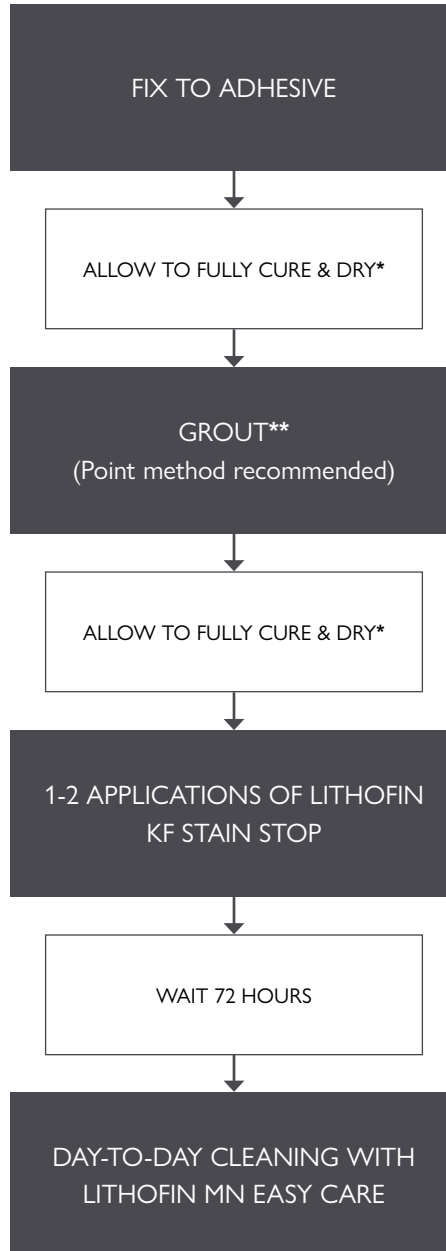 FIX TO ADHESIVE
ALLOW TO FULLY CURE & DRY*
GROUT**
(Point method recommended)
ALLOW TO FULLY CURE & DRY*
1-2 APPLICATIONS OF LITHOFIN
KF STAIN STOP
WAIT 72 HOURS
DAY-TO-DAY CLEANING WITH
LITHOFIN MN EASY CARE